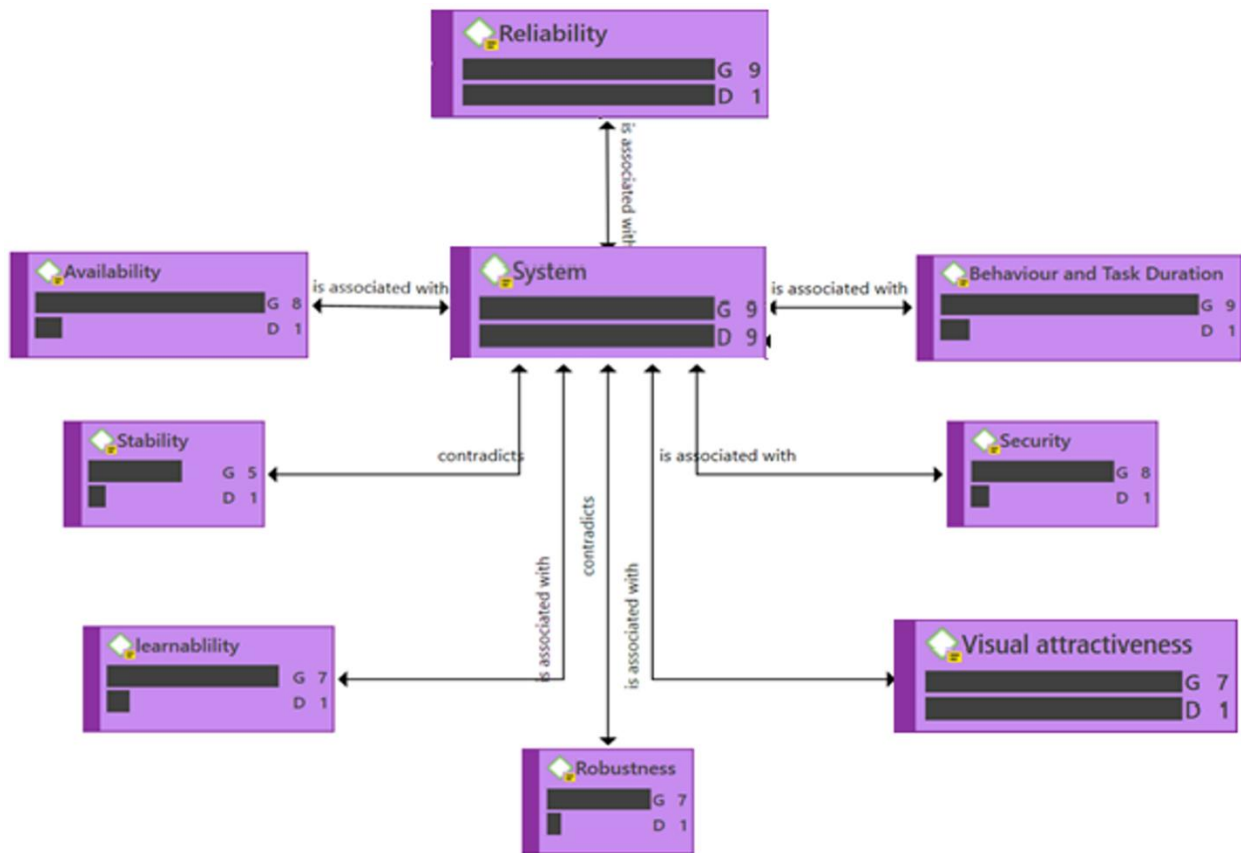 Reliability
G 9
D 1
is associated with
Availability
G 8
D 1
is associated with
System
G 9
D 9
is associated with
Behaviour and Task Duration
G 9
D 1
Stability
G 5
D 1
contradicts
is associated with
Security
G 8
D 1
contradicts
is associated with
is associated with
learnablility
G 7
D 1
Visual attractiveness
G 7
D 1
Robustness
G 7
D 1